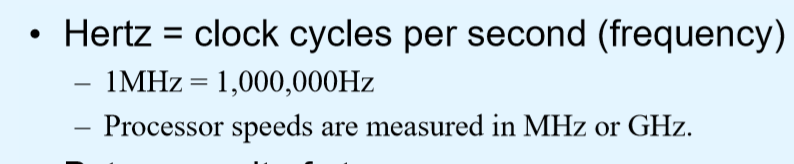 • Hertz = clock cycles per second (frequency)
– 1MHz = 1,000,000Hz
– Processor speeds are measured in MHz or GHz.